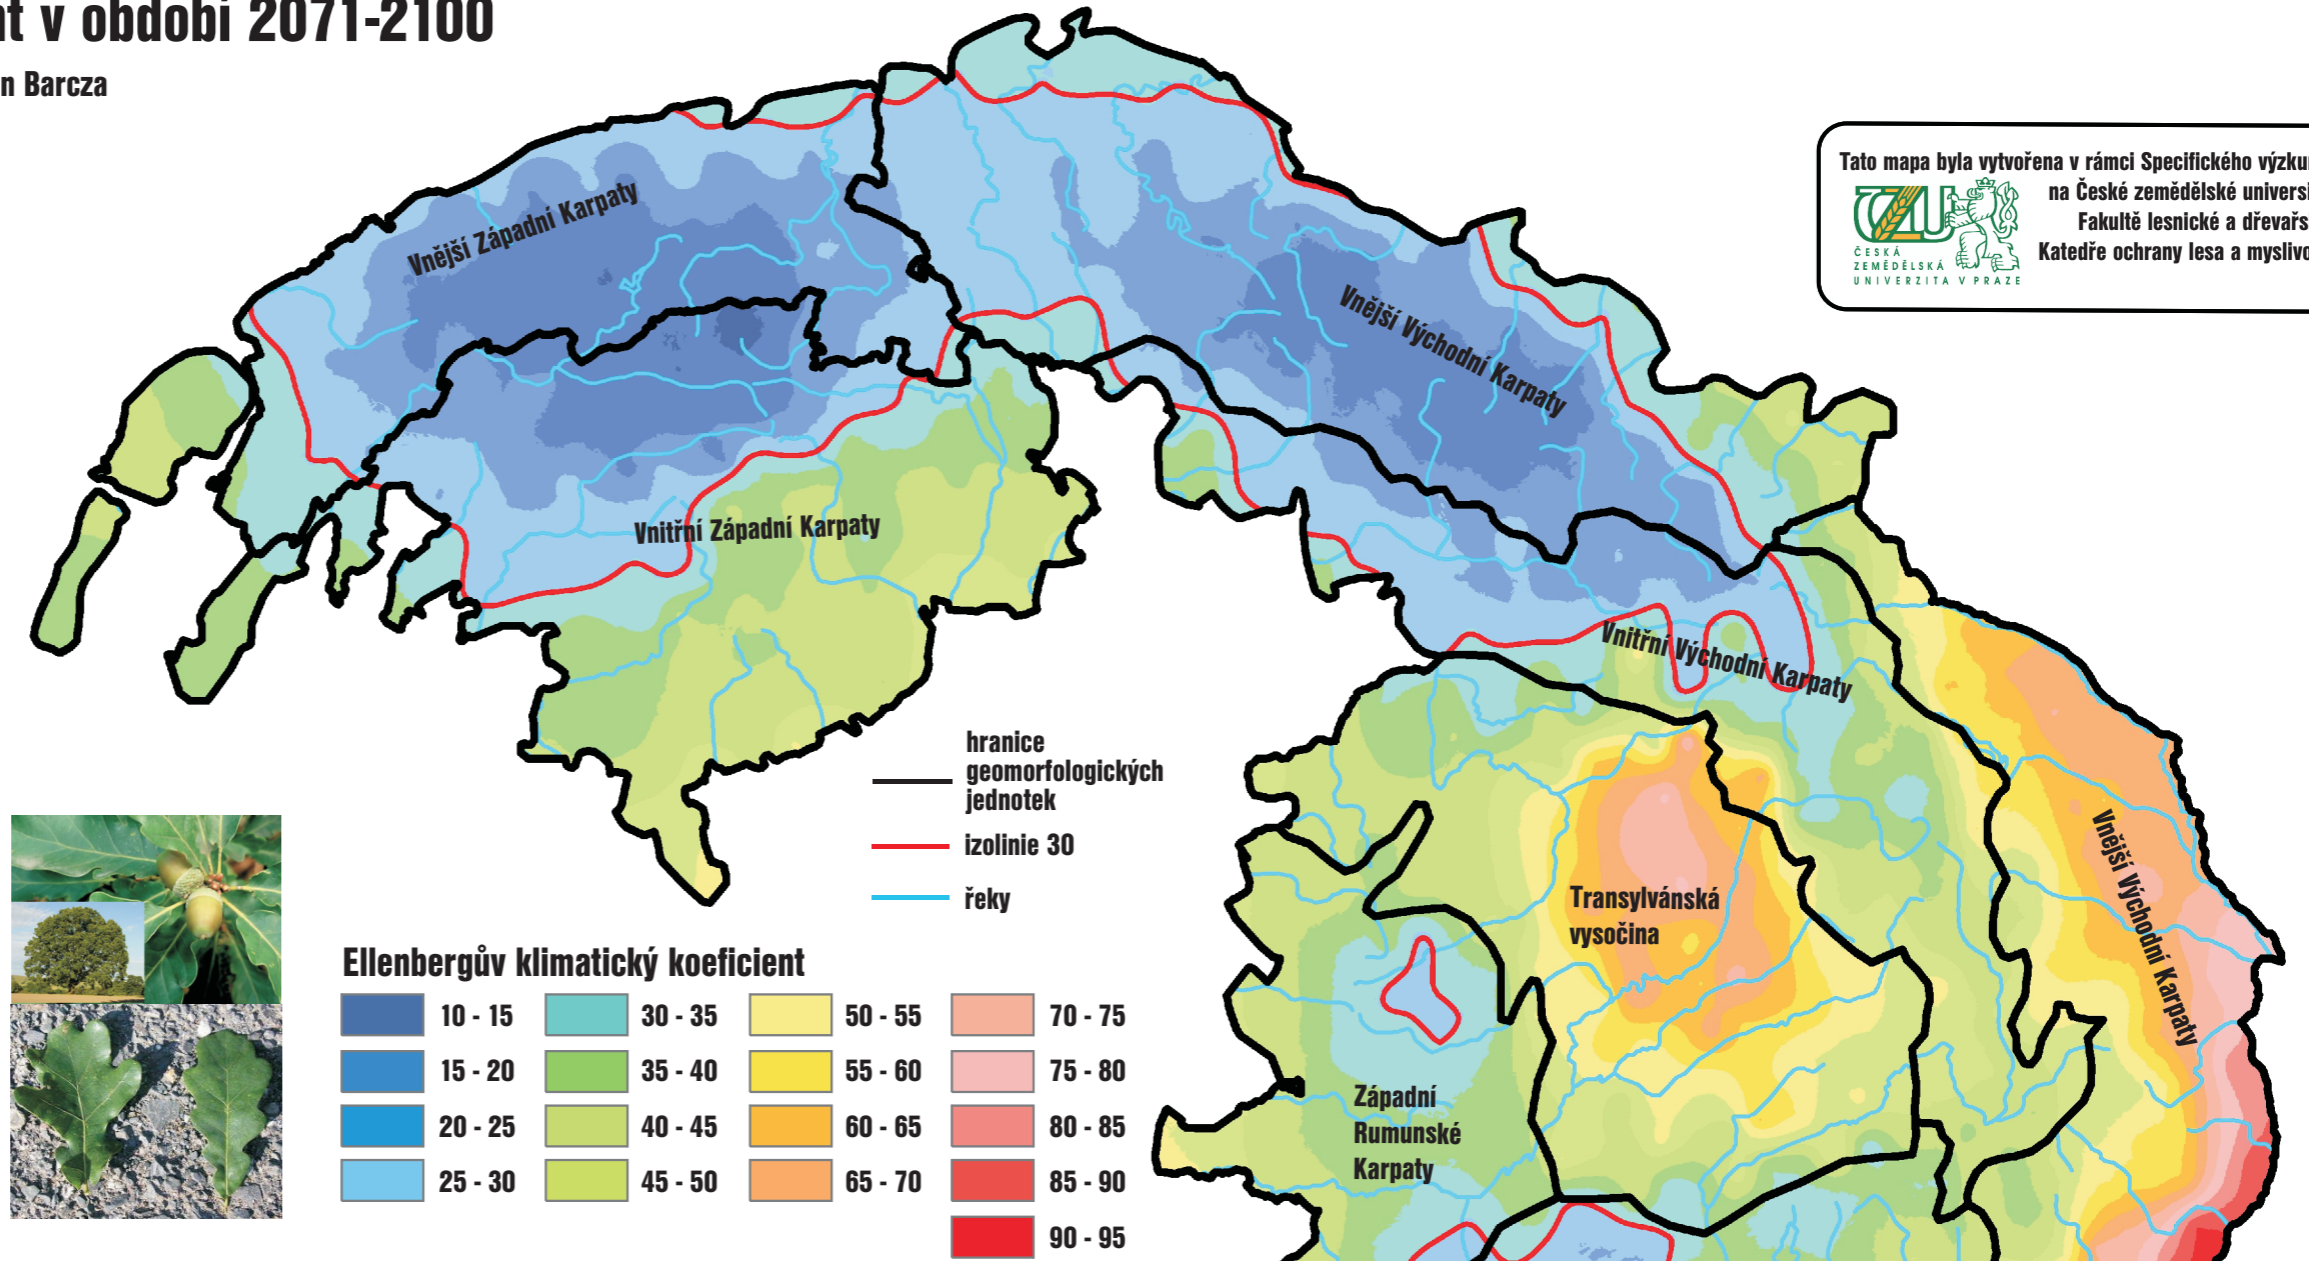 v období 2071-2100
Barcza
Tato mapa byla vytvořena v rámci Specifického
na České zemědělské
Fakultě lesnické a
Katedře ochrany lesa a
ČZU
ČESKÁ
ZEMĚDĚLSKÁ
UNIVERZITA V PRAZE
Vnější Západní Karpaty
Vnější Východní Karpaty
Vnitřní Západní Karpaty
Vnitřní Východní Karpaty
Vnější Východní Karpaty
Transylvánská
vysočina
Západní
Rumunské
Karpaty
hranice
geomorfologických
jednotek
izolinie 30
řeky
Ellenbergův klimatický koeficient
10 - 15
15 - 20
20 - 25
25 - 30
30 - 35
35 - 40
40 - 45
45 - 50
50 - 55
55 - 60
60 - 65
65 - 70
70 - 75
75 - 80
80 - 85
85 - 90
90 - 95